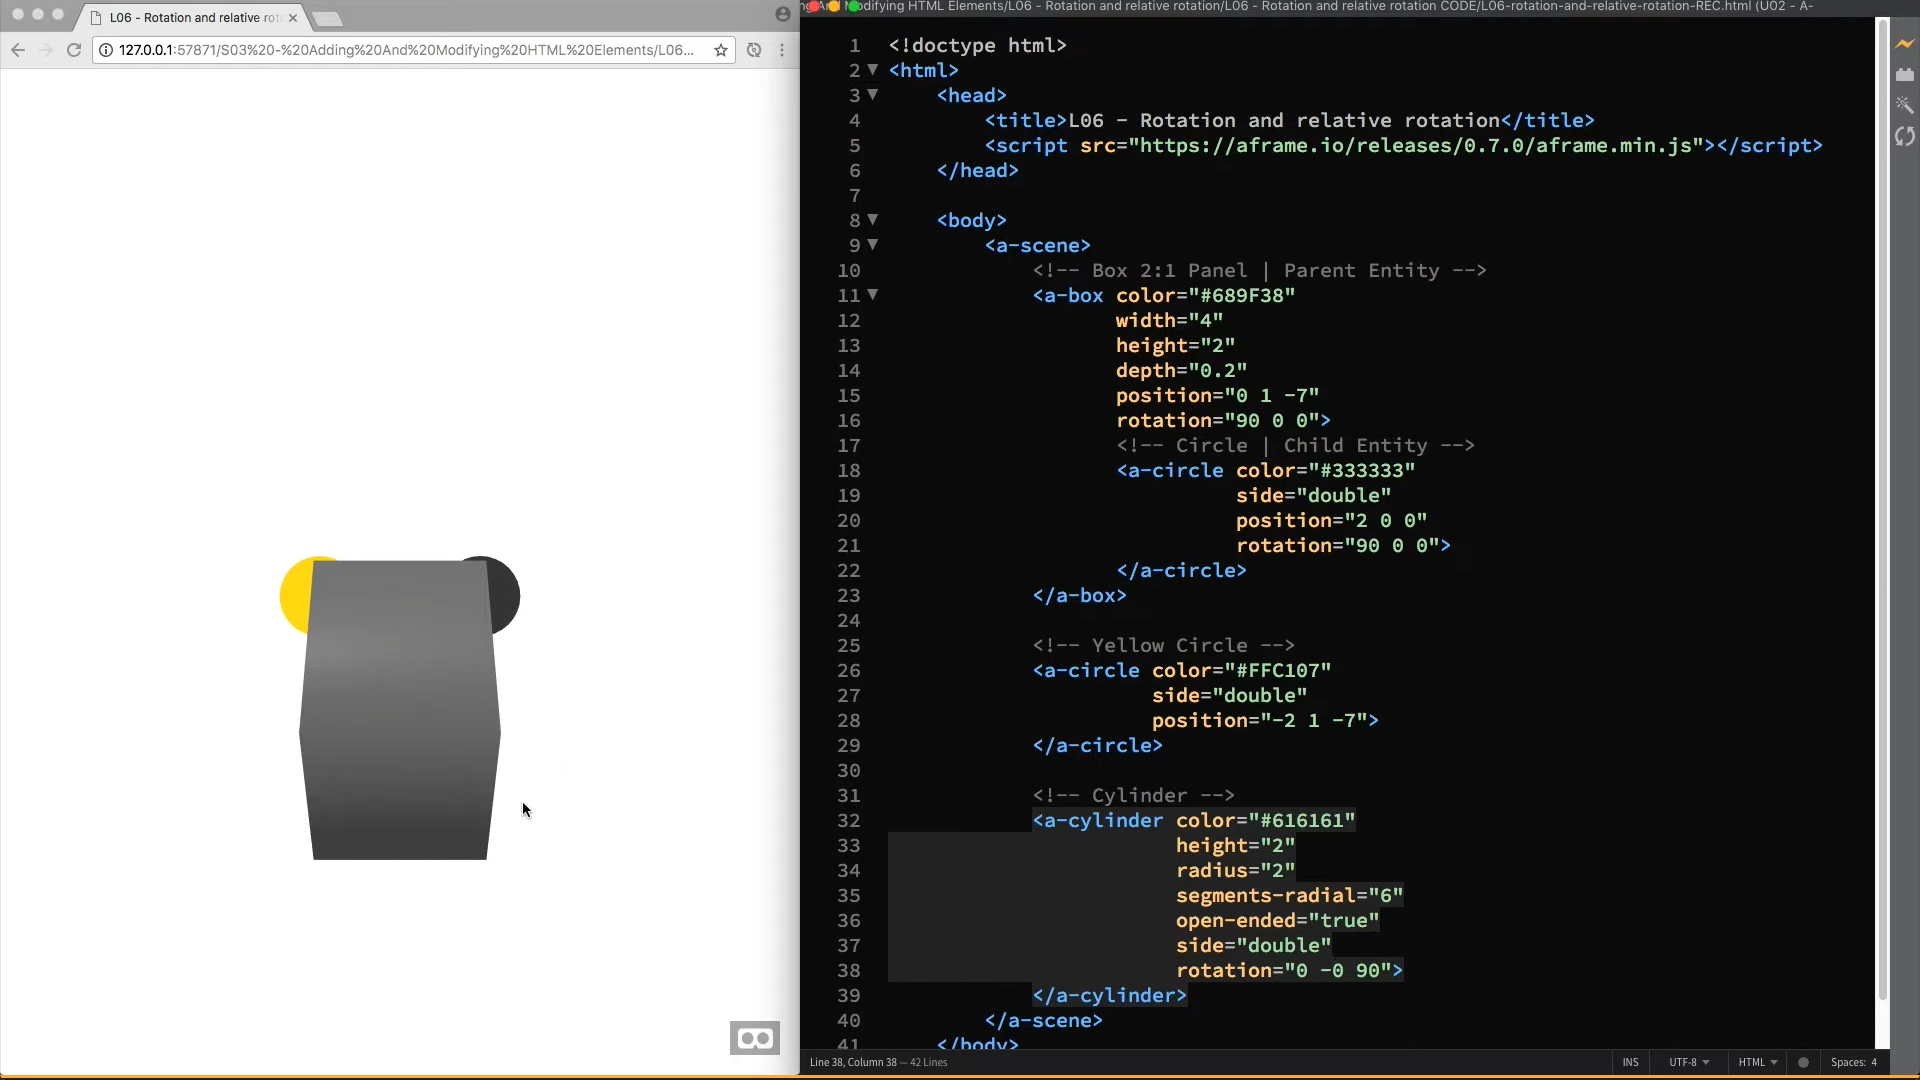 L06 - Rotation and relative rot
127.0.0.1:57871/S03%20-%20Adding%20And%20Modifying%20HTML%20Elements/L06...
ng And Modifying HTML Elements/L06 - Rotation and relative rotation/L06 - Rotation and relative rotation CODE/L06-rotation-and-relative-rotation-REC.html (U02 - A-
1 <!doctype html>
2 <html>
3 <head>
4 <title>L06 - Rotation and relative rotation</title>
5 <script src="https://aframe.io/releases/0.7.0/aframe.min.js"></script>
6 </head>
7
8 <body>
9 <a-scene>
10 <!-- Box 2:1 Panel | Parent Entity -->
11 <a-box color="#689F38"
12 width="4"
13 height="2"
14 depth="0.2"
15 position="0 1 -7"
16 rotation="90 0 0">
17 <!-- Circle | Child Entity -->
18 <a-circle color="#333333"
19 side="double"
20 position="2 0 0"
21 rotation="90 0 0">
22 </a-circle>
23 </a-box>
24
25 <!-- Yellow Circle -->
26 <a-circle color="#FFC107"
27 side="double"
28 position="-2 1 -7">
29 </a-circle>
30
31 <!-- Cylinder -->
32 <a-cylinder color="#616161"
33 height="2"
34 radius="2"
35 segments-radial="6"
36 open-ended="true"
37 side="double"
38 rotation="0 -0 90">
39 </a-cylinder>
40 </a-scene>
41 </body>
Line 38, Column 38 — 42 Lines
INS UTF-8 HTML Spaces: 4